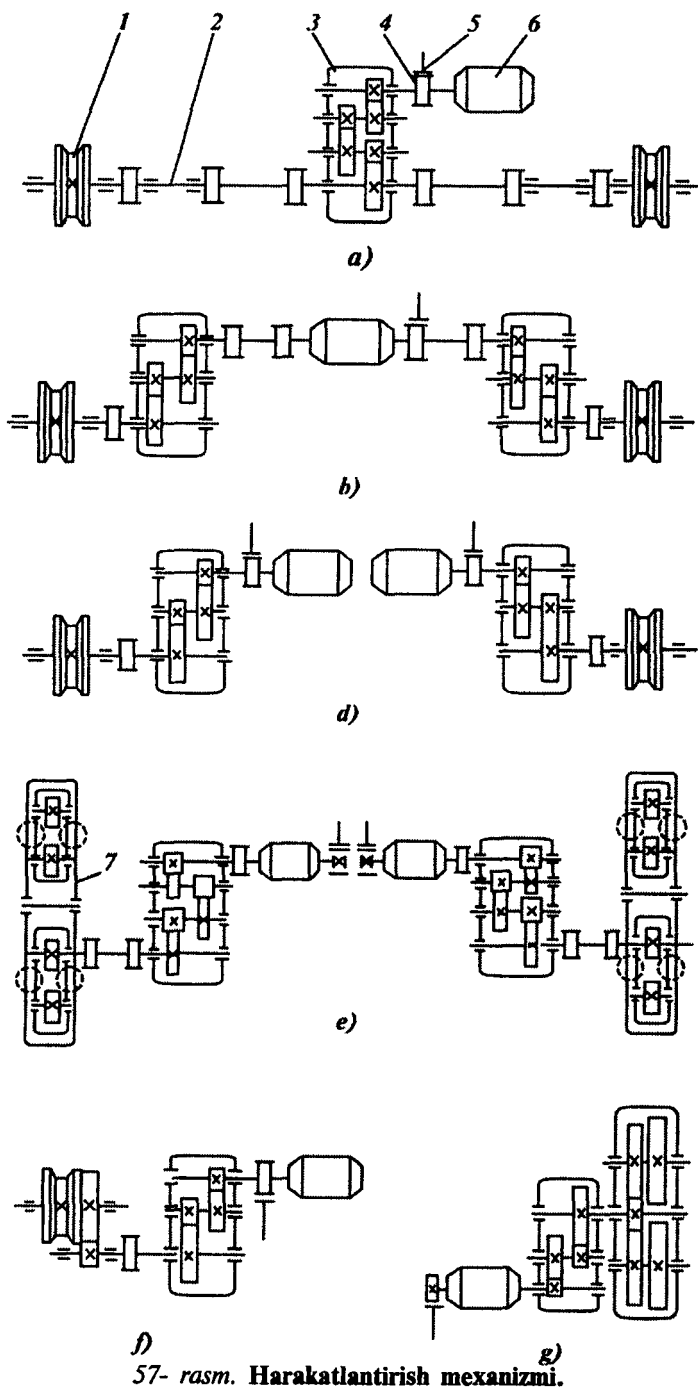 1 2 3 4 5 6
a)
b)
d)
7
e)
f)
g)
57- rasm. Harakatlantirish mexanizmi.